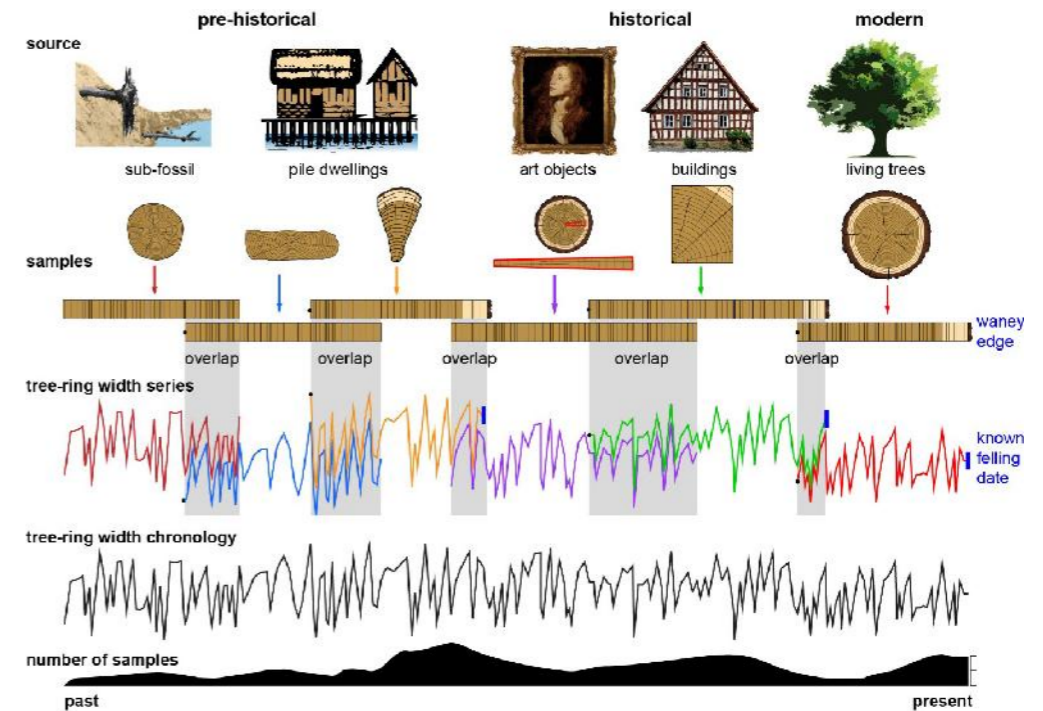 pre-historical
historical
modern
source
sub-fossil
pile dwellings
art objects
buildings
living trees
samples
waney
edge
overlap
overlap
overlap
overlap
overlap
tree-ring width series
known
felling
date
tree-ring width chronology
number of samples
past
present